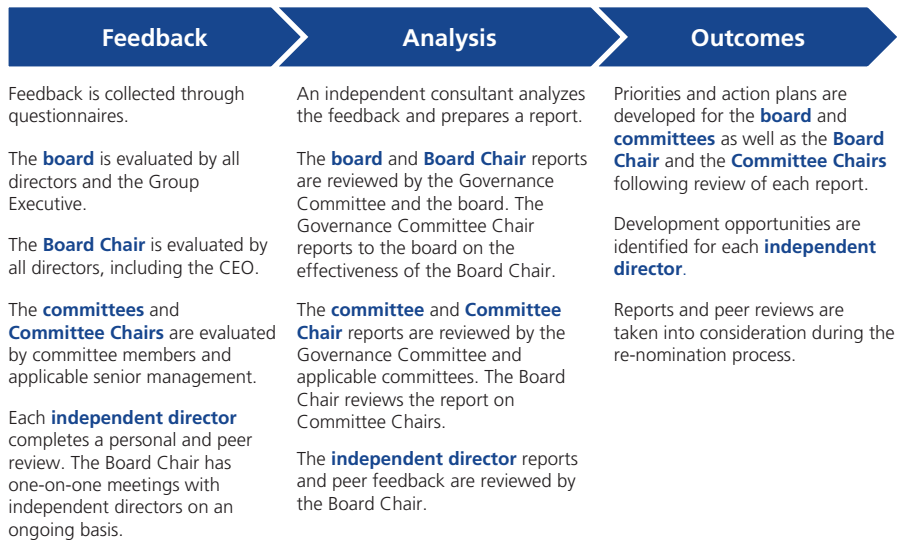 Feedback
Feedback is collected through
questionnaires.
The board is evaluated by all
directors and the Group
Executive.
The Board Chair is evaluated by
all directors, including the CEO.
The committees and
Committee Chairs are evaluated
by committee members and
applicable senior management.
Each independent director
completes a personal and peer
review. The Board Chair has
one-on-one meetings with
independent directors on an
ongoing basis.
Analysis
An independent consultant analyzes
the feedback and prepares a report.
The board and Board Chair reports
are reviewed by the Governance
Committee and the board. The
Governance Committee Chair
reports to the board on the
effectiveness of the Board Chair.
The committee and Committee
Chair reports are reviewed by the
Governance Committee and
applicable committees. The Board
Chair reviews the report on
Committee Chairs.
The independent director reports
and peer feedback are reviewed by
the Board Chair.
Outcomes
Priorities and action plans are
developed for the board and
committees as well as the Board
Chair and the Committee Chairs
following review of each report.
Development opportunities are
identified for each independent
director.
Reports and peer reviews are
taken into consideration during the
re-nomination process.